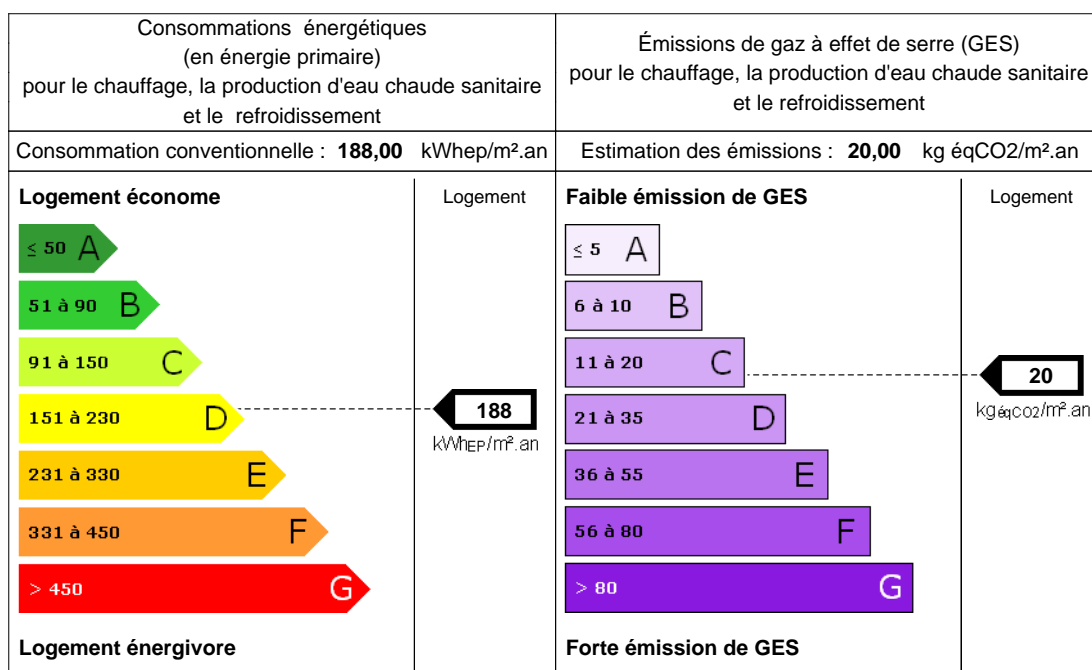 Consommations énergétiques
(en énergie primaire)
pour le chauffage, la production d'eau chaude sanitaire
et le refroidissement
Émissions de gaz à effet de serre (GES)
pour le chauffage, la production d'eau chaude sanitaire
et le refroidissement
Consommation conventionnelle : 188,00 kWhep/m².an
Estimation des émissions : 20,00 kg éqCO2/m².an
Logement économe
Logement
≤ 50 A
51 à 90 B
91 à 150 C
151 à 230 D
231 à 330 E
331 à 450 F
> 450 G
188
kWhEP/m².an
Logement énergivore
Faible émission de GES
Logement
≤ 5 A
6 à 10 B
11 à 20 C
21 à 35 D
36 à 55 E
56 à 80 F
> 80 G
20
kgéqCO2/m².an
Forte émission de GES